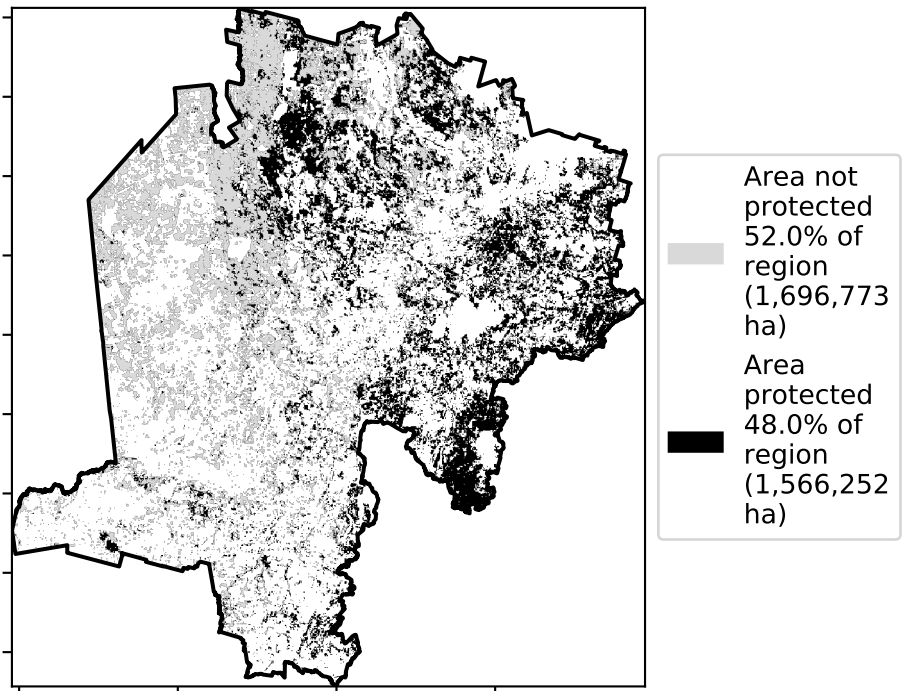 Area not
protected
52.0% of
region
(1,696,773
ha)
Area
protected
48.0% of
region
(1,566,252
ha)